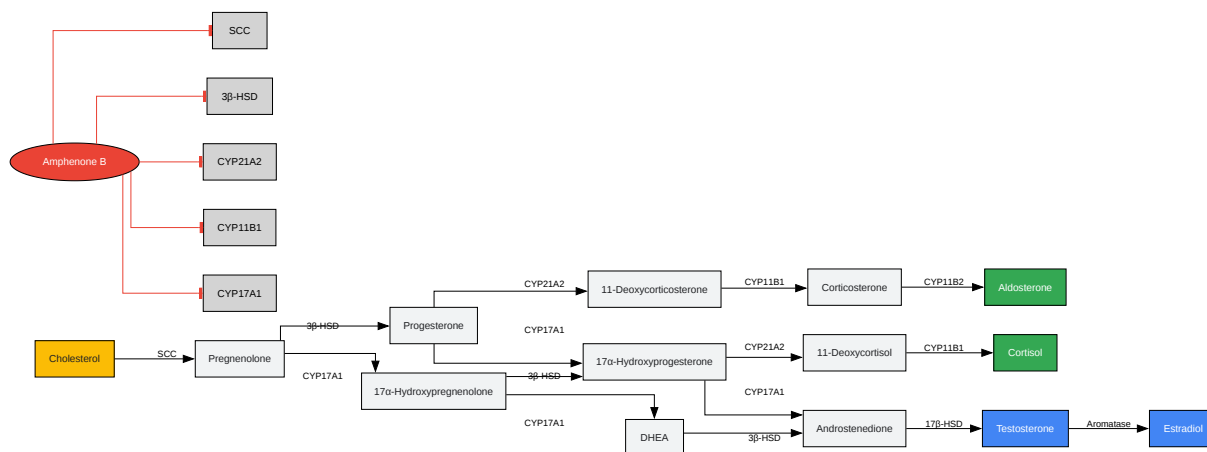 SCC
3β-HSD
Amphenone B
CYP21A2
CYP11B1
CYP17A1
CYP21A2
11-Deoxycorticosterone
CYP11B1
Corticosterone
CYP11B2
Aldosterone
3β-HSD
Progesterone
CYP17A1
Cholesterol
SCC
Pregnenolone
CYP17A1
17α-Hydroxypregnenolone
3β-HSD
17α-Hydroxyprogesterone
CYP21A2
11-Deoxycortisol
CYP11B1
Cortisol
CYP17A1
CYP17A1
DHEA
3β-HSD
Androstenedione
17β-HSD
Testosterone
Aromatase
Estradiol